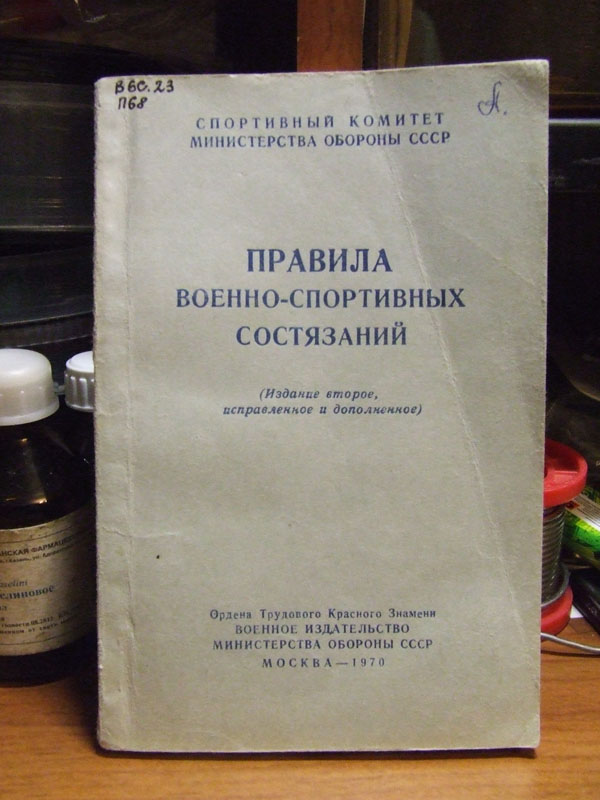 В6С.23
П68
СПОРТИВНЫЙ КОМИТЕТ
МИНИСТЕРСТВА ОБОРОНЫ СССР
ПРАВИЛА
ВОЕННО-СПОРТИВНЫХ
СОСТЯЗАНИЙ
(Издание второе,
исправленное и дополненное)
Ордена Трудового Красного Знамени
ВОЕННОЕ ИЗДАТЕЛЬСТВО
МИНИСТЕРСТВА ОБОРОНЫ СССР
МОСКВА—1970